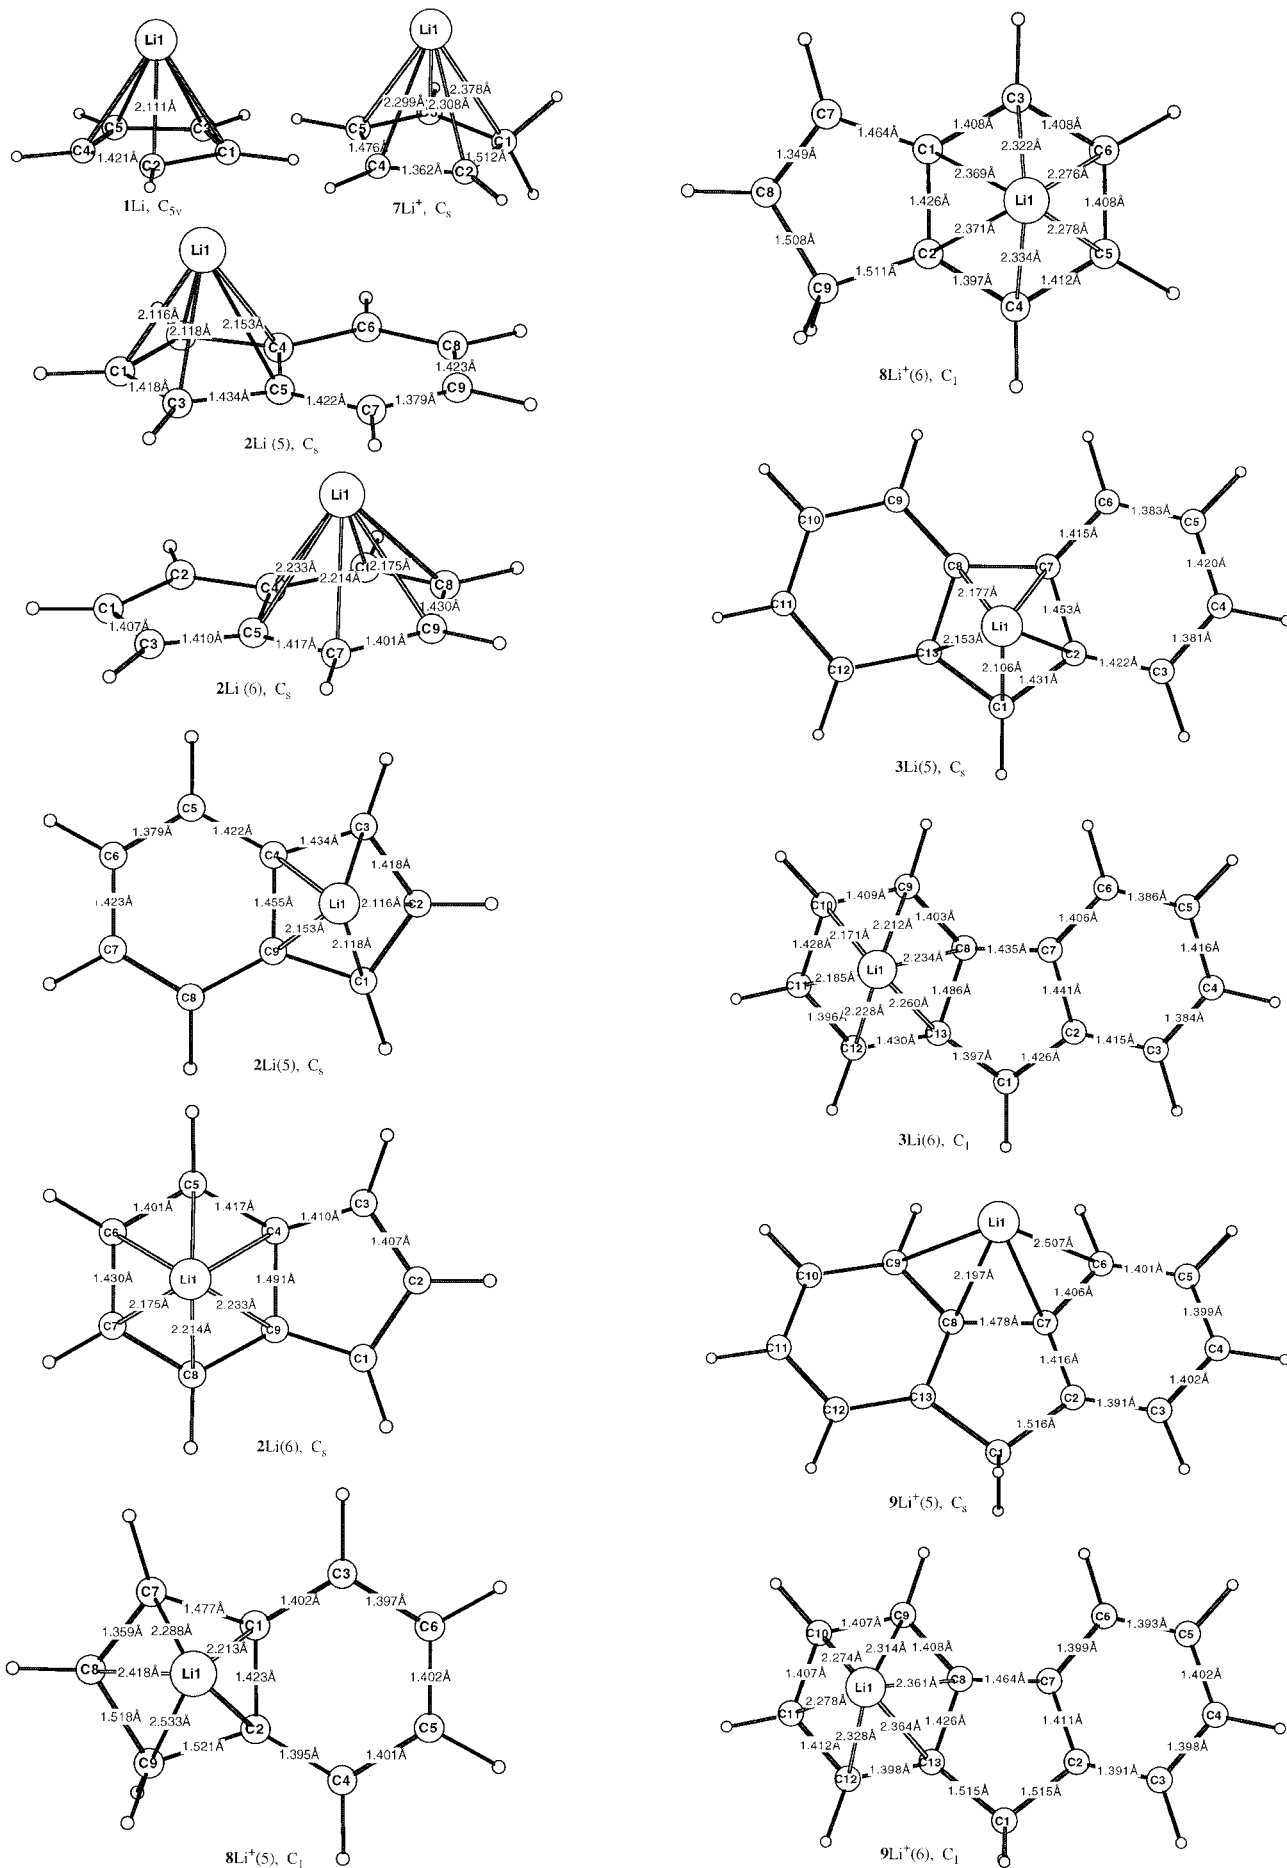 Li1
2.111Å
C5
C3
C4
1.421Å
C2
C1
1Li, C5v
Li1
2.378Å
2.299Å
2.308Å
C5
1.476Å
C1
C4
1.362Å
C2
1.512Å
7Li+, Cs
Li1
2.116Å
2.118Å
2.153Å
C6
C4
C8
C1
1.418Å
C3
1.434Å
C5
1.422Å
C7
1.379Å
1.423Å
C9
2Li (5), Cs
Li1
C2
2.233Å
2.214Å
2.175Å
C4
C8
C1
1.407Å
1.430Å
C3
1.410Å
C5
1.417Å
C7
1.401Å
C9
2Li (6), Cs
C5
C3
1.379Å
1.422Å
1.434Å
C6
C4
1.418Å
1.423Å
1.455Å
Li1
2.116Å
C2
2.153Å
2.118Å
C7
C9
C1
C8
2Li(5), Cs
C5
C3
1.401Å
1.417Å
1.410Å
C6
C4
1.407Å
1.430Å
Li1
1.491Å
C2
2.175Å
2.233Å
2.214Å
C7
C9
C1
C8
2Li(6), Cs
C7
C3
1.477Å
1.402Å
1.397Å
1.359Å
2.288Å
C1
C6
2.213Å
C8
2.418Å
Li1
1.423Å
1.402Å
1.518Å
2.533Å
C2
C5
C9
1.521Å
1.395Å
1.401Å
C4
8Li+(5), C1
C3
C7
1.464Å
1.408Å
1.408Å
C1
2.322Å
C6
1.349Å
2.369Å
2.276Å
C8
1.426Å
Li1
1.408Å
2.371Å
2.278Å
1.508Å
2.334Å
C2
C5
C9
1.511Å
1.397Å
1.412Å
C4
8Li+(6), C1
C9
C6
1.383Å
C10
C5
1.415Å
C8
C7
1.420Å
2.177Å
C11
1.453Å
C4
Li1
2.153Å
1.381Å
C13
C2
C12
2.106Å
1.422Å
C3
1.431Å
C1
3Li(5), Cs
C9
C6
1.409Å
1.386Å
C10
C5
1.403Å
1.406Å
2.171Å
2.212Å
1.428Å
C8
1.435Å
C7
1.416Å
2.234Å
Li1
C11
2.185Å
1.486Å
1.441Å
C4
1.396Å
2.228Å
2.260Å
1.384Å
C12
1.430Å
C13
C2
1.415Å
C3
1.397Å
1.426Å
C1
3Li(6), C1
Li1
C9
2.507Å
C6
1.401Å
C10
C5
2.197Å
1.406Å
1.399Å
C8
1.478Å
C7
C11
C4
1.416Å
1.402Å
C13
C2
1.391Å
C12
C3
1.516Å
C1
9Li+(5), Cs
C9
C6
1.407Å
1.393Å
C10
C5
2.274Å
2.314Å
1.408Å
1.399Å
1.407Å
C8
1.464Å
C7
1.402Å
Li1
2.361Å
C11
2.278Å
1.426Å
1.411Å
C4
1.412Å
2.328Å
2.364Å
1.398Å
C12
1.398Å
C13
C2
1.391Å
C3
1.515Å
1.515Å
C1
9Li+(6), C1